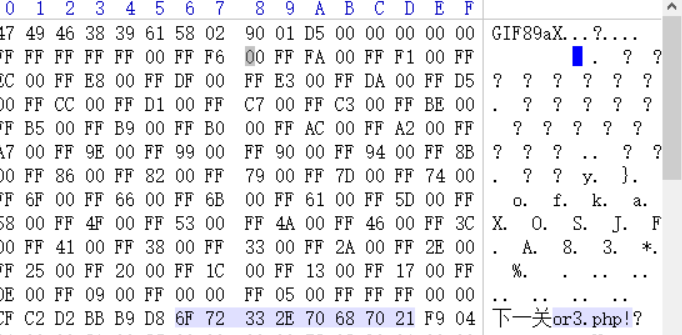 0 1 2 3 4 5 6 7 8 9 A B C D E F
47 49 46 38 39 61 58 02 90 01 D5 00 00 00 00 00 GIF89aX...?....
FF FF FF FF FF 00 FF F6 00 FF FA 00 FF F1 00 FF . ? ?
EC 00 FF E8 00 FF DF 00 FF E3 00 FF DA 00 FF D5 ? ? ? ? ? ?
00 FF CC 00 FF D1 00 FF C7 00 FF C3 00 FF BE 00 . ? ? ? ? ?
FF B5 00 FF B9 00 FF B0 00 FF AC 00 FF A2 00 FF ? ? ? ? ?
A7 00 FF 9E 00 FF 99 00 FF 90 00 FF 94 00 FF 8B ? ? ? .. ? ?
00 FF 86 00 FF 82 00 FF 79 00 FF 7D 00 FF 74 00 . ? ? y. }.
FF 6F 00 FF 66 00 FF 6B 00 FF 61 00 FF 5D 00 FF o. f. k. a.
58 00 FF 4F 00 FF 53 00 FF 4A 00 FF 46 00 FF 3C X. O. S. J. F
00 FF 41 00 FF 38 00 FF 33 00 FF 2A 00 FF 2E 00 . A. 8. 3. *.
FF 25 00 FF 20 00 FF 1C 00 FF 13 00 FF 17 00 FF %. . .. ..
0E 00 FF 09 00 FF 00 00 FF 05 00 FF FF FF 00 00 .. .. .. ..
CF C2 D2 BB B9 D8 6F 72 33 2E 70 68 70 21 F9 04 下一关or3.php!?